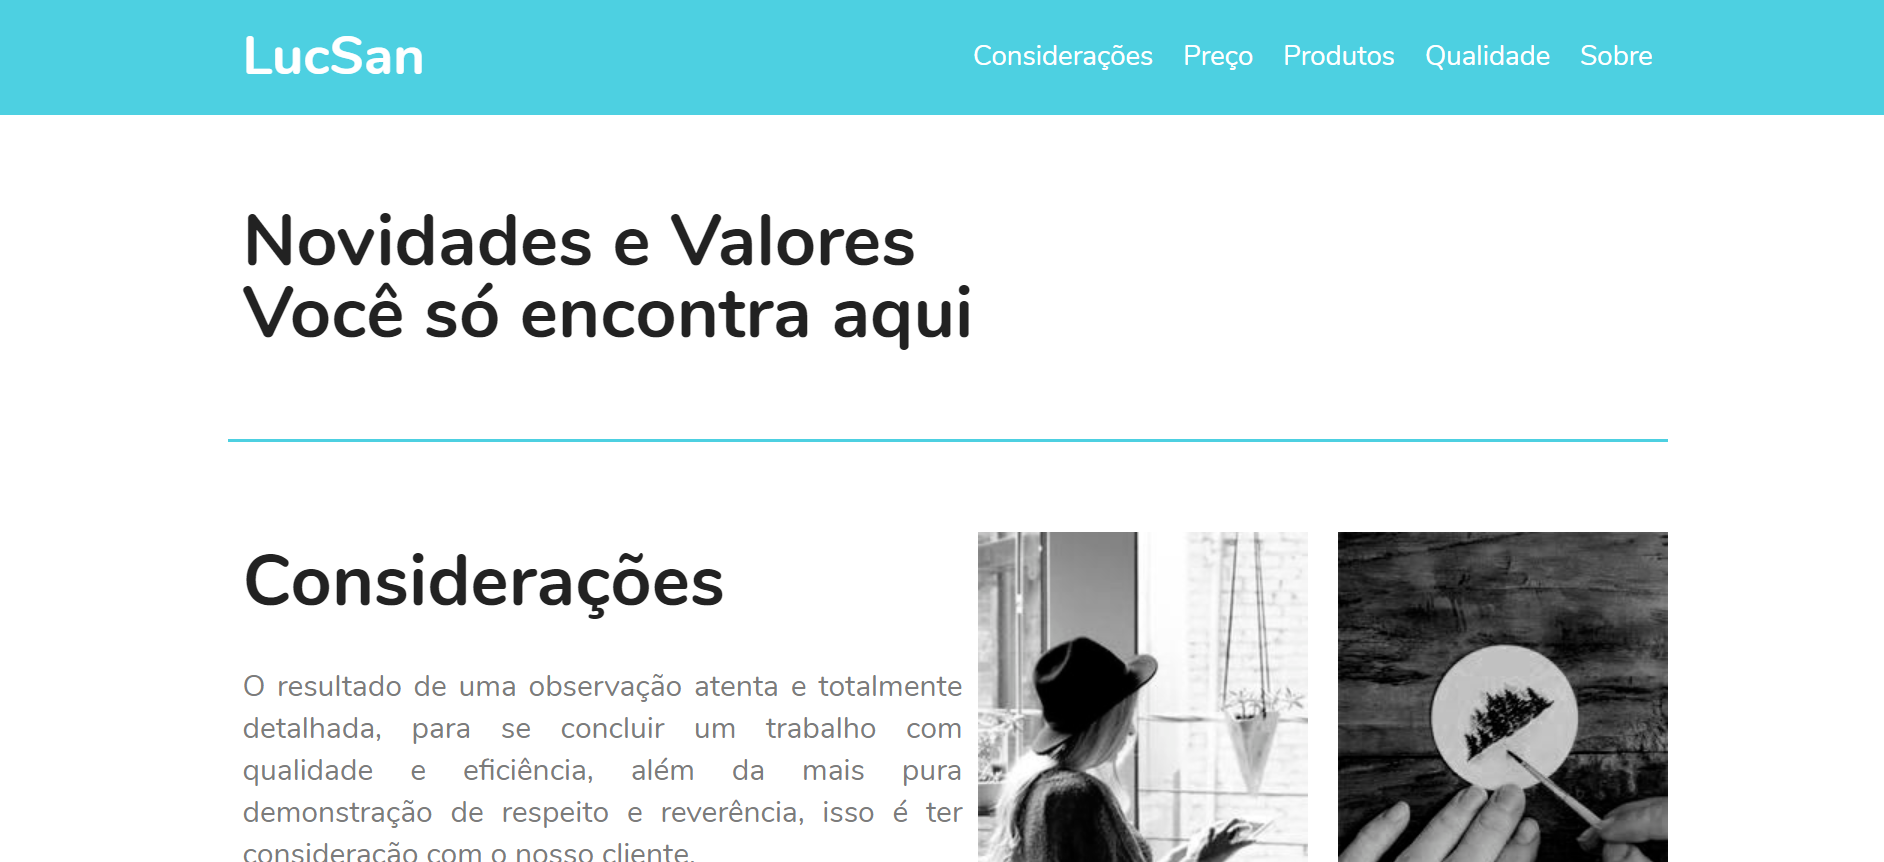 LucSan
Considerações Preço Produtos Qualidade Sobre
Novidades e Valores
Você só encontra aqui
Considerações
O resultado de uma observação atenta e totalmente
detalhada, para se concluir um trabalho com
qualidade e eficiência, além da mais pura
demonstração de respeito e reverência, isso é ter
consideração com o nosso cliente.